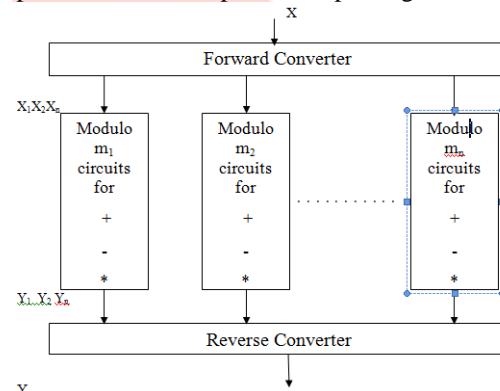 X
Forward Converter
X₁X₂Xₙ
Modulo
m₁
circuits
for
+
-
*
Modulo
m₂
circuits
for
+
-
*
Modulo
mₙ
circuits
for
+
-
*
Y₁ Y₂ Yₙ
Reverse Converter